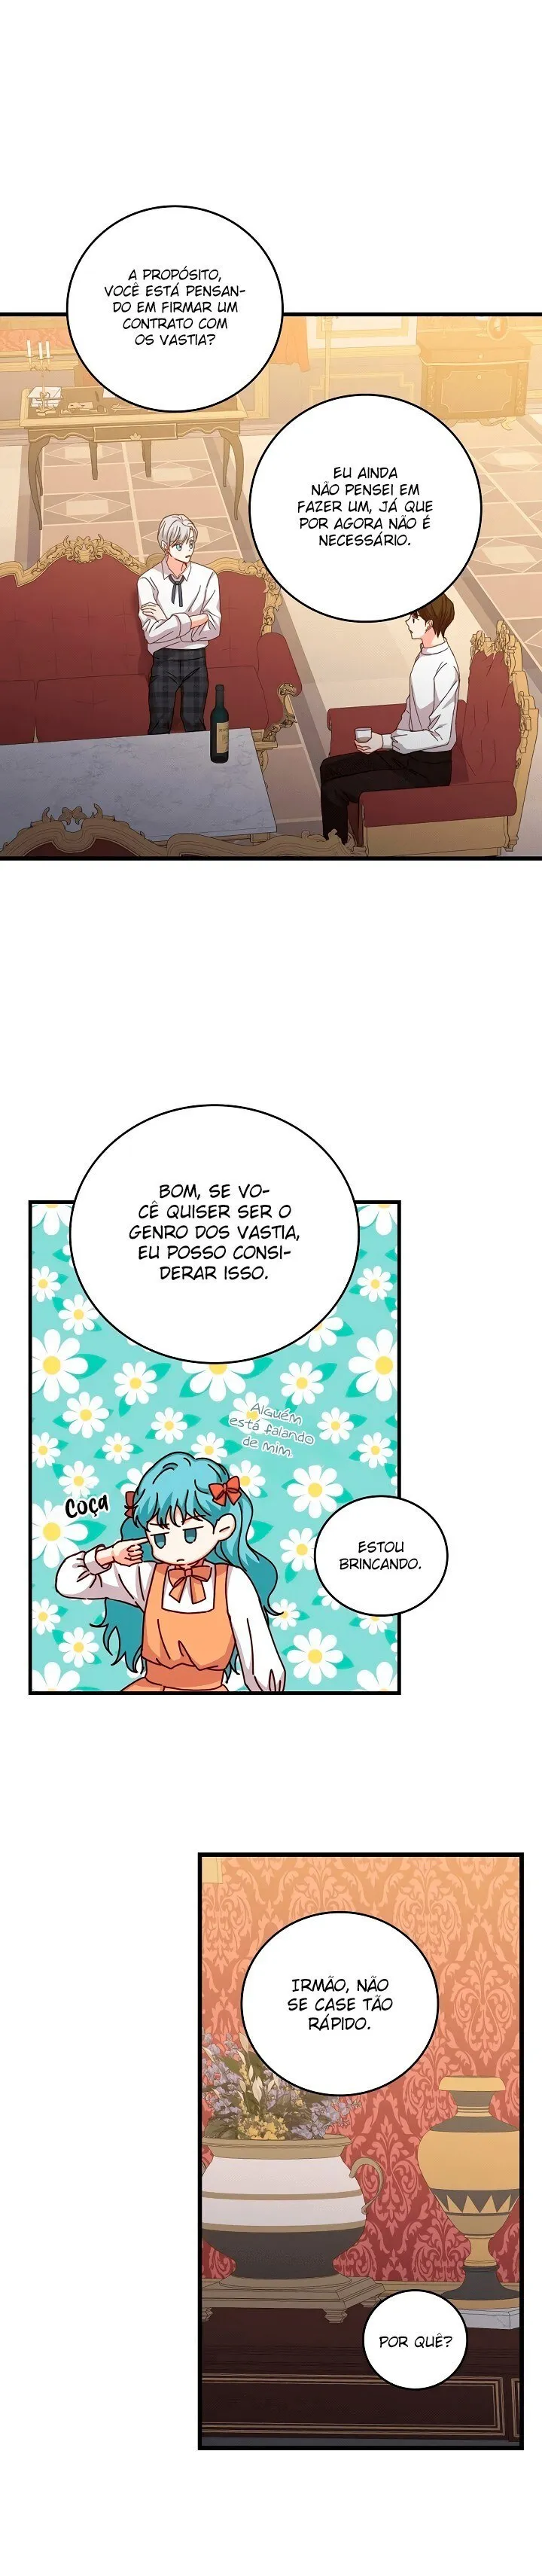 A PROPÓSITO,
VOCÊ ESTÁ PENSAN-
DO EM FIRMAR UM
CONTRATO COM
OS VASTIA?
EU AINDA
NÃO PENSEI EM
FAZER UM, JÁ QUE
POR AGORA NÃO É
NECESSÁRIO.
BOM, SE VO-
CÊ QUISER SER O
GENRO DOS VASTIA,
EU POSSO CONSI-
DERAR ISSO.
Alguém
está falando
de mim.
Coça
ESTOU
BRINCANDO.
IRMÃO, NÃO
SE CASE TÃO
RÁPIDO.
POR QUÊ?